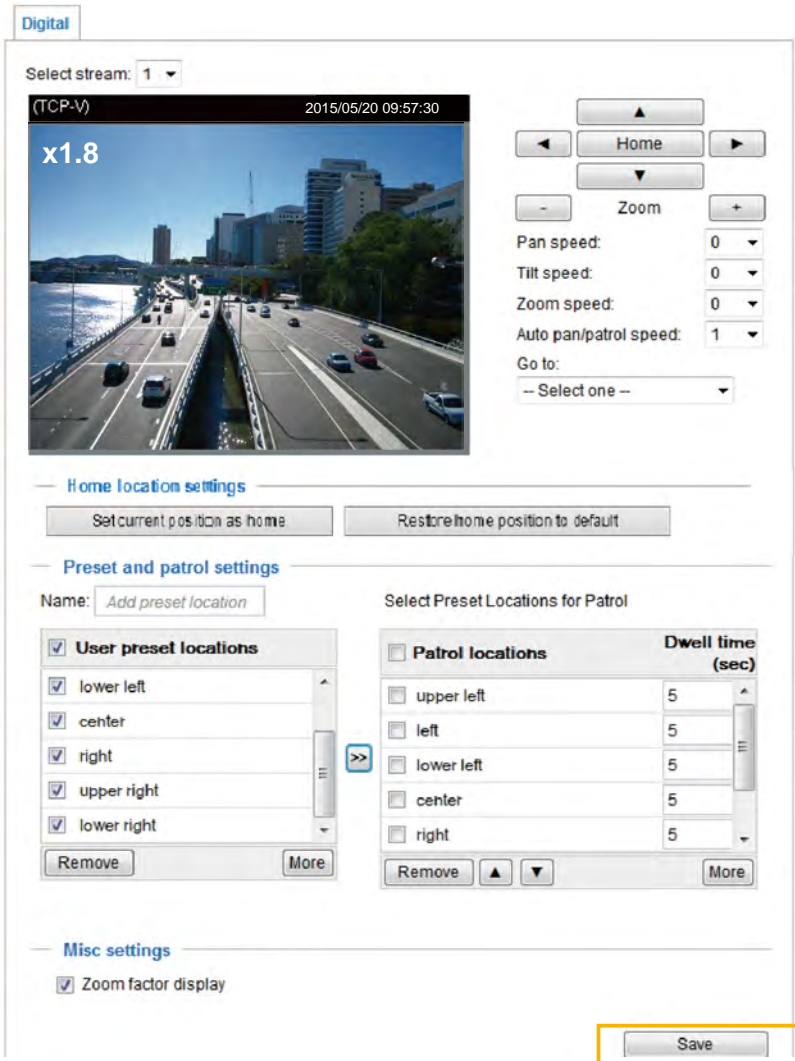 Digital
Select stream: 1
(TCP-V) 2015/05/20 09:57:30
x1.8
Home
- Zoom +
Pan speed: 0
Tilt speed: 0
Zoom speed: 0
Auto pan/patrol speed: 1
Go to:
-- Select one --
Home location settings
Set current position as home
Restore home position to default
Preset and patrol settings
Name: Add preset location
User preset locations
lower left
center
right
upper right
lower right
Remove More
>>
Select Preset Locations for Patrol
Patrol locations Dwell time (sec)
upper left 5
left 5
lower left 5
center 5
right 5
Remove More
Misc settings
Zoom factor display
Save